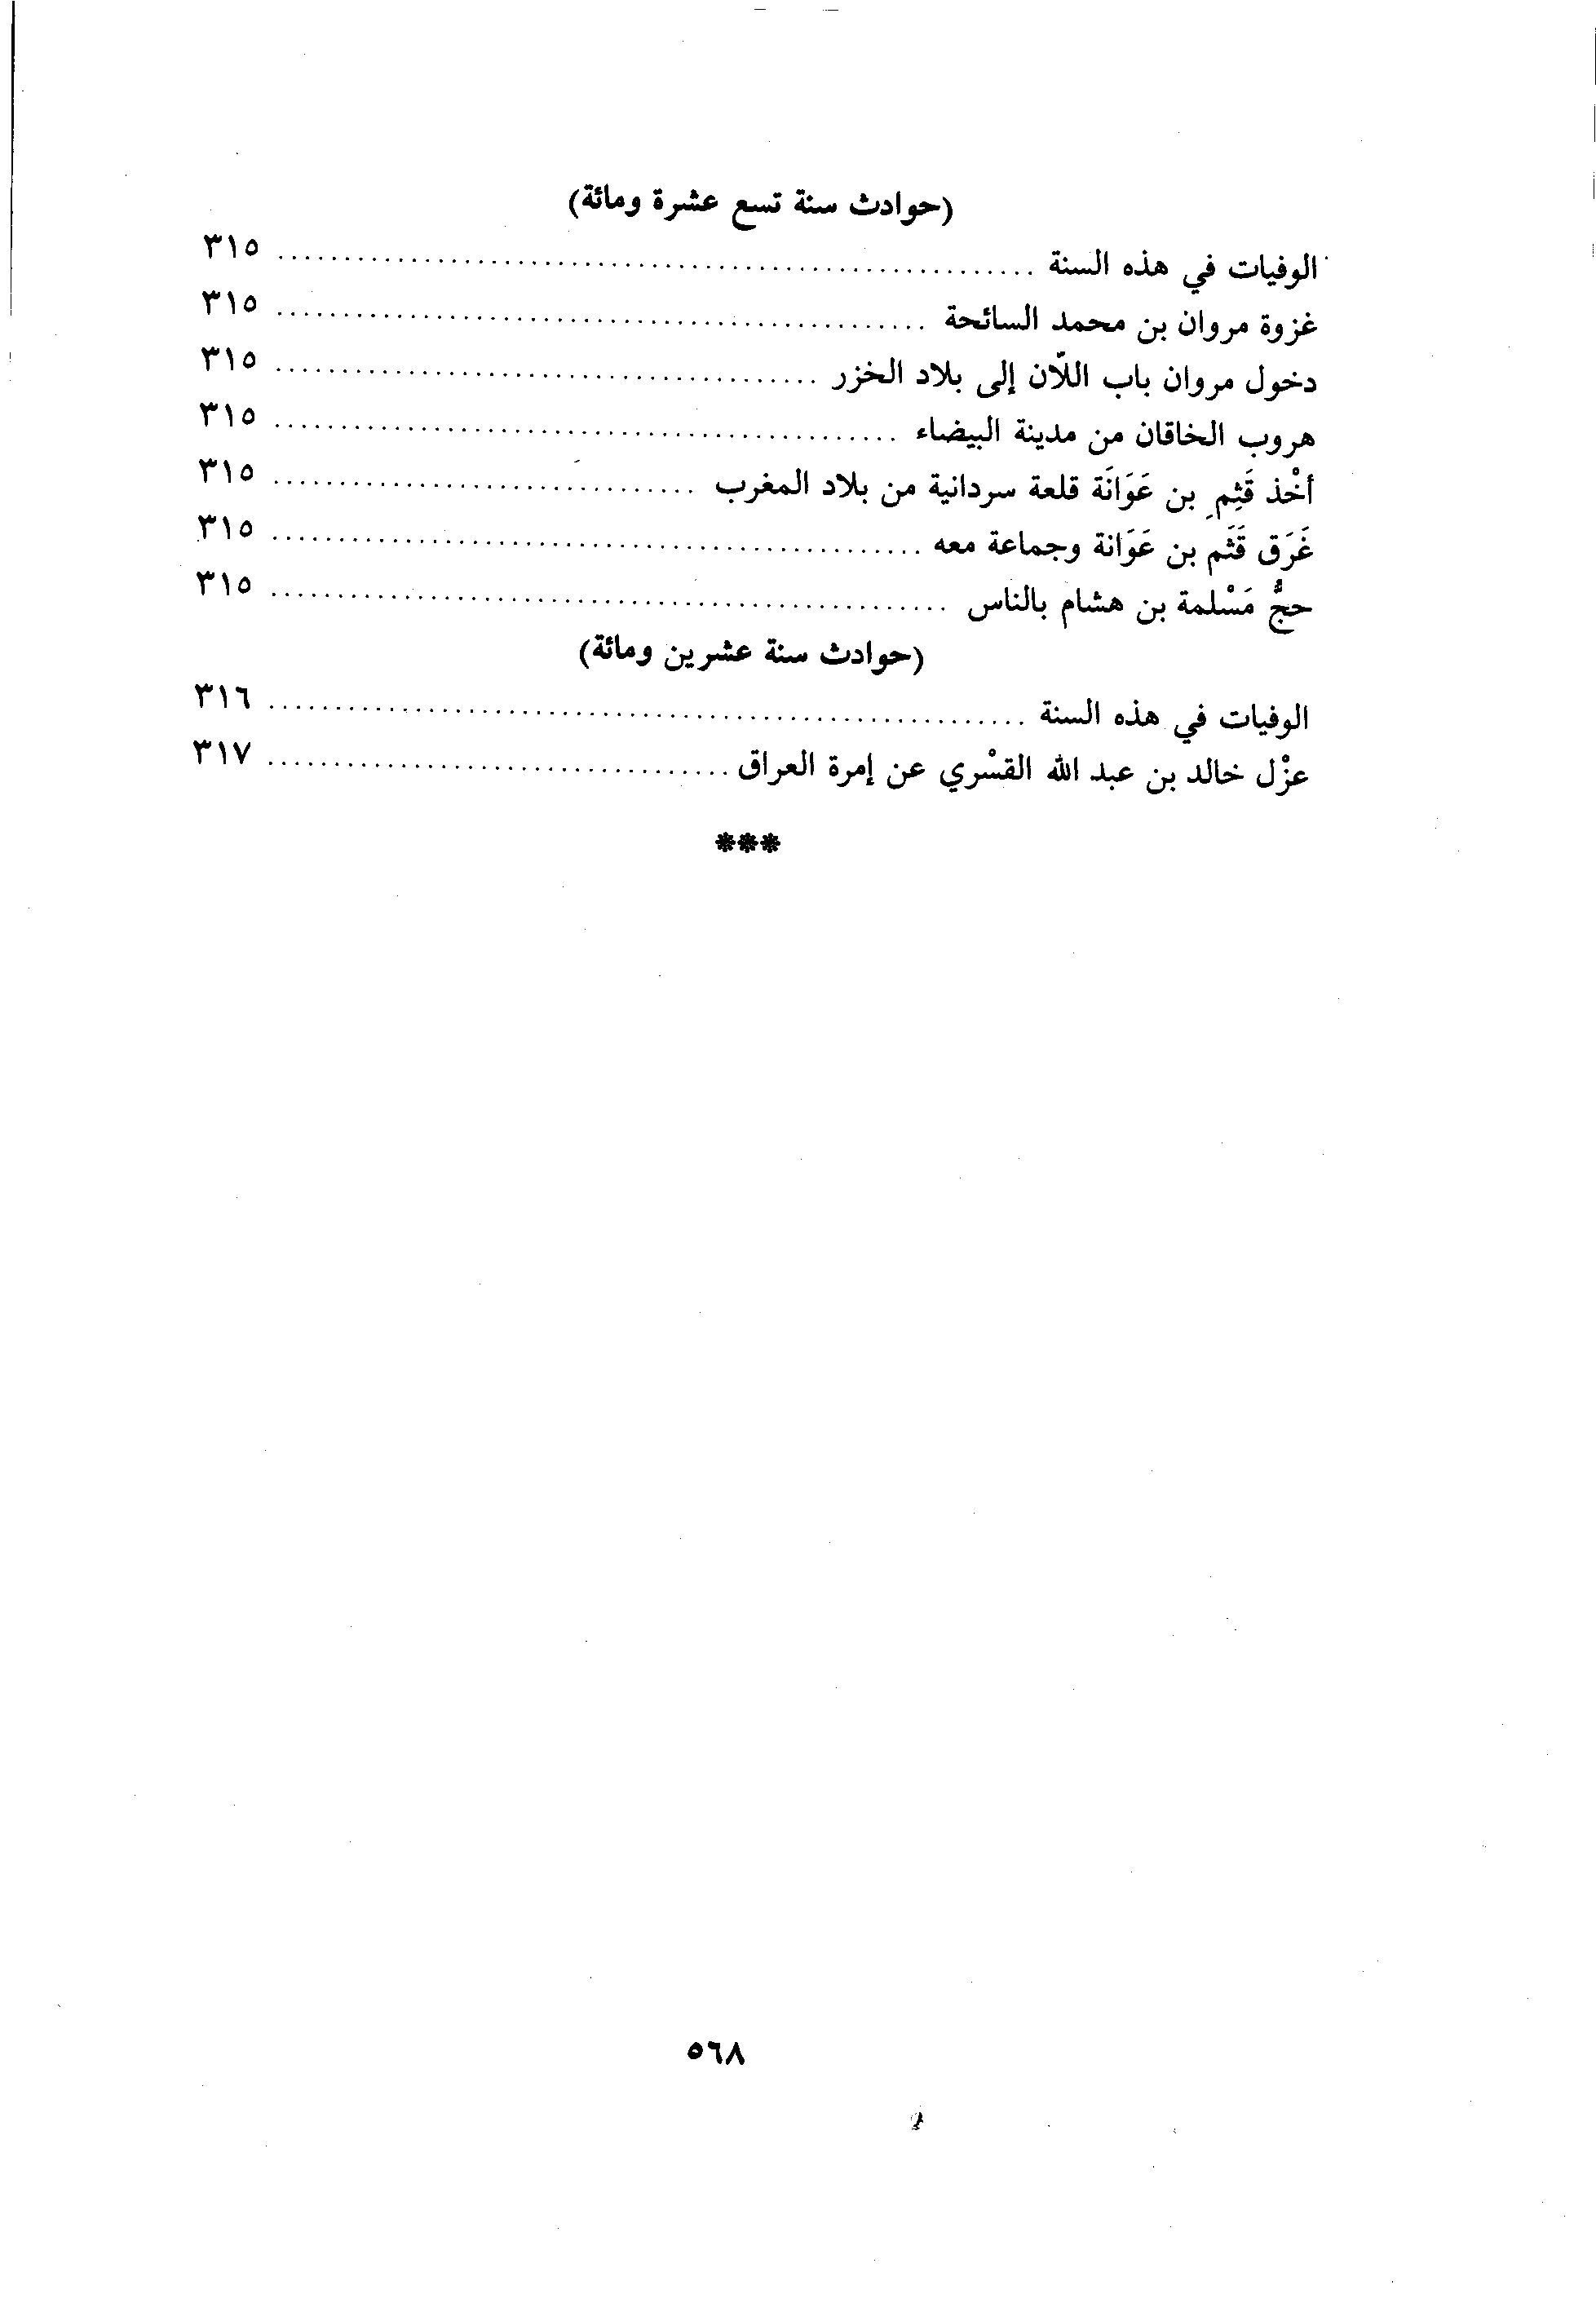 (حوادث سنة تسع عشرة ومائة)
الوفيات في هذه السنة ........................................................ ٣١٥
غزوة مروان بن محمد السائحة ................................................ ٣١٥
دخول مروان باب اللّان إلى بلاد الخزر ........................................ ٣١٥
هروب الخاقان من مدينة البيضاء .............................................. ٣١٥
أخْذ قَثِمِ بن عَوَانَة قلعة سردانية من بلاد المغرب ................................ ٣١٥
غَرَق قَثَم بن عَوَانة وجماعة معه ................................................ ٣١٥
حجُّ مَسْلمة بن هشام بالناس .................................................. ٣١٥
(حوادث سنة عشرين ومائة)
الوفيات في هذه السنة ........................................................ ٣١٦
عزْل خالد بن عبد الله القسْري عن إمرة العراق .................................. ٣١٧
***
٥٦٨